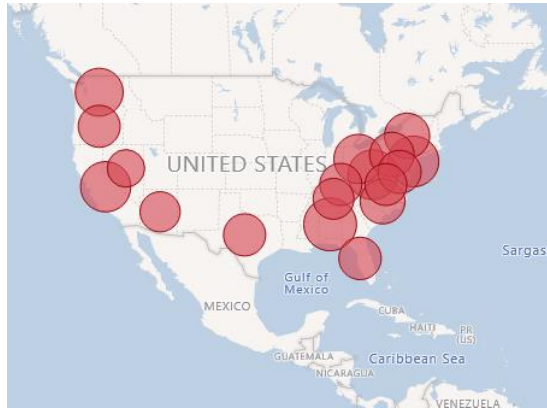 UNITED STATES
Sargas
Gulf of
Mexico
MEXICO
CUBA
HAITI
PR
(US)
GUATEMALA
Caribbean Sea
NICARAGUA
VENEZUELA